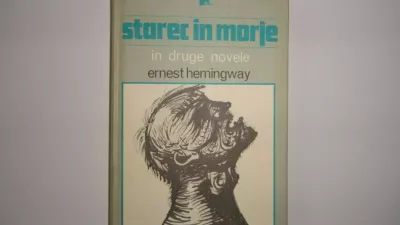 starec in morje
in druge novele
ernest hemingway